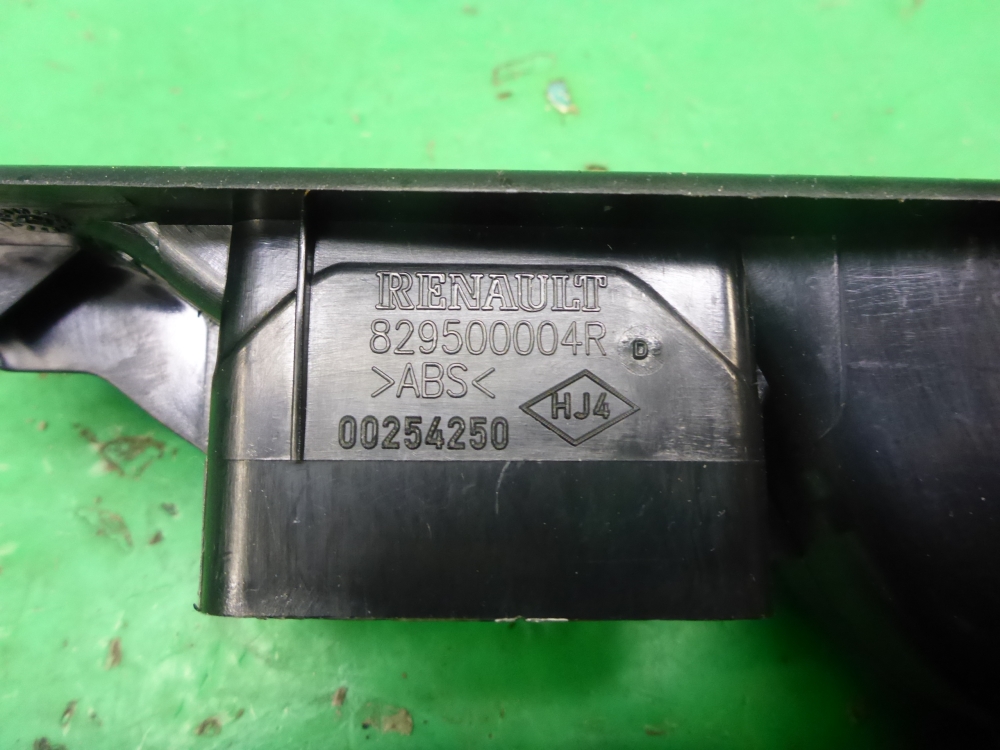 RENAULT
829500004R D
>ABS<
HJ4
00254250